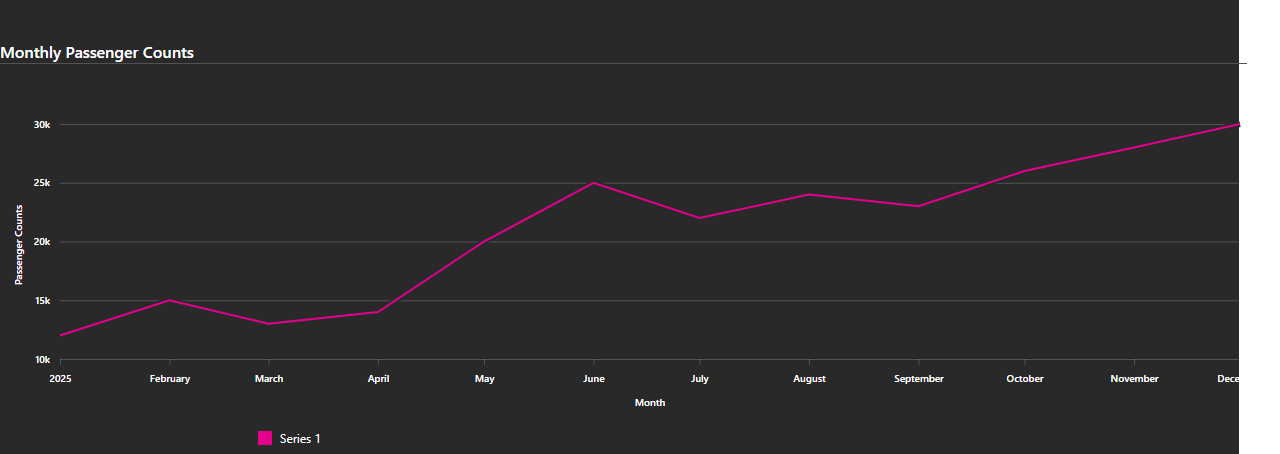 Monthly Passenger Counts
30k
25k
20k
15k
10k
Passenger Counts
2025 February March April May June July August September October November Dece
Month
Series 1